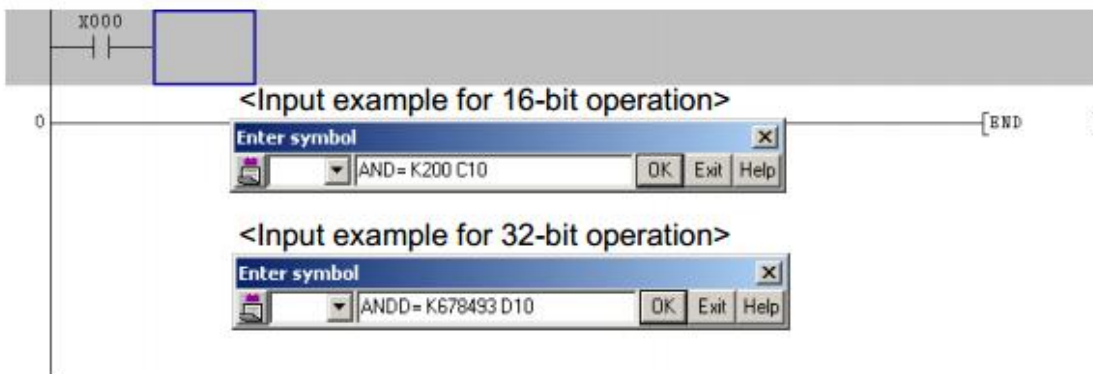 X000
<Input example for 16-bit operation>
0 END
Enter symbol
AND= K200 C10 OK Exit Help
<Input example for 32-bit operation>
Enter symbol
ANDD= K678493 D10 OK Exit Help